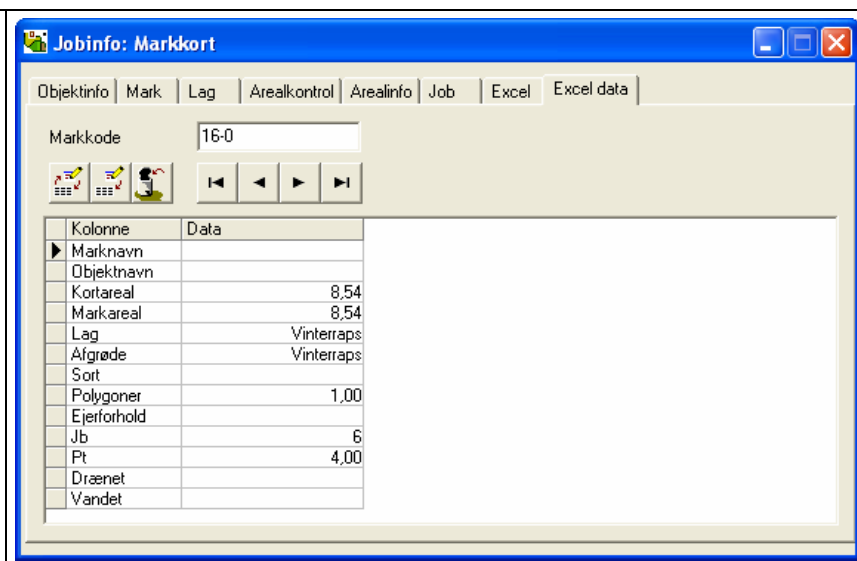 Jobinfo: Markkort
Objektinfo Mark Lag Arealkontrol Arealinfo Job Excel Excel data
Markkode 16-0
Kolonne Data
Marknavn
Objektnavn
Kortareal 8,54
Markareal 8,54
Lag Vinterraps
Afgrøde Vinterraps
Sort
Polygoner 1,00
Ejerforhold
Jb 6
Pt 4,00
Drænet
Vandet